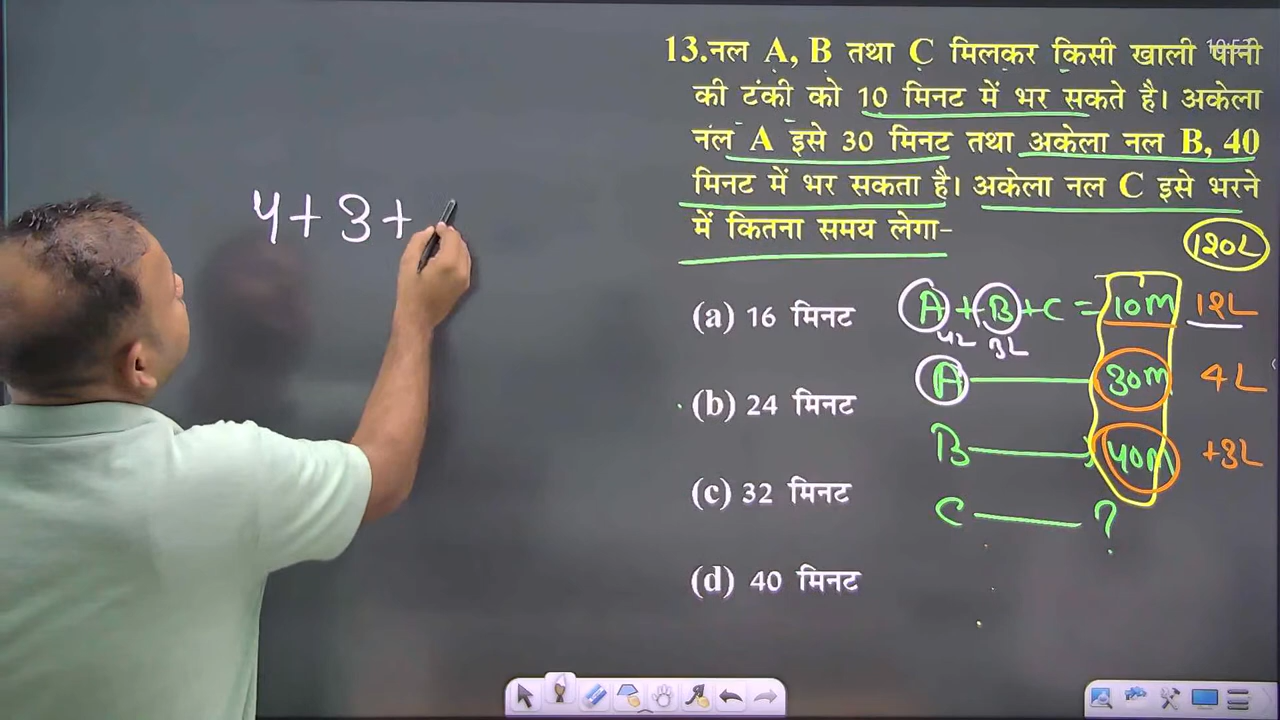 13.नल A, B तथा C मिलकर किसी खाली पानी
की टंकी को 10 मिनट में भर सकते है। अकेला
नल A इसे 30 मिनट तथा अकेला नल B, 40
मिनट में भर सकता है। अकेला नल C इसे भरने
में कितना समय लेगा-
120L
4+3+
(a) 16 मिनट
A+B+C=10m 12L
4L 3L
A 30m 4L
(b) 24 मिनट
B 40m +3L
(c) 32 मिनट
C ?
(d) 40 मिनट